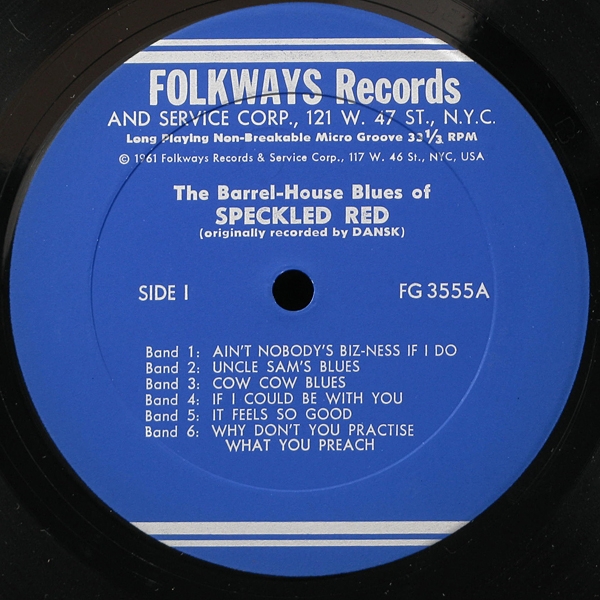 FOLKWAYS Records
AND SERVICE CORP., 121 W. 47 ST., N.Y.C.
Long Playing Non-Breakable Micro Groove 33 1/3 RPM
© 1961 Folkways Records & Service Corp., 117 W. 46 St., NYC, USA
The Barrel-House Blues of
SPECKLED RED
(originally recorded by DANSK)
SIDE I
FG 3555A
Band 1: AIN'T NOBODY'S BIZ-NESS IF I DO
Band 2: UNCLE SAM'S BLUES
Band 3: COW COW BLUES
Band 4: IF I COULD BE WITH YOU
Band 5: IT FEELS SO GOOD
Band 6: WHY DON'T YOU PRACTISE
WHAT YOU PREACH